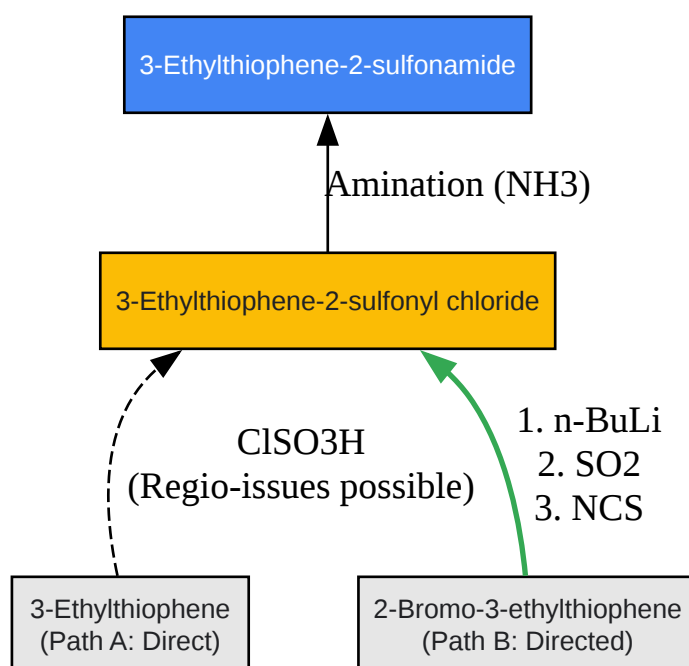 3-Ethylthiophene-2-sulfonamide
Amination (NH3)
3-Ethylthiophene-2-sulfonyl chloride
ClSO3H
(Regio-issues possible)
1. n-BuLi
2. SO2
3. NCS
3-Ethylthiophene
(Path A: Direct)
2-Bromo-3-ethylthiophene
(Path B: Directed)